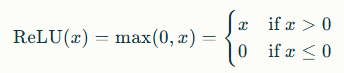 ReLU(x) = max(0, x) = { x if x > 0
0 if x ≤ 0